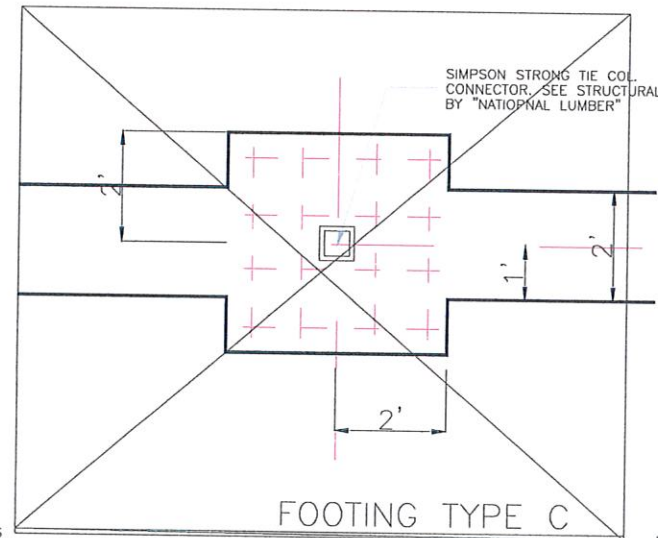 SIMPSON STRONG TIE COL.
CONNECTOR. SEE STRUCTURAL
BY "NATIOPNAL LUMBER"
2'
2'
1'
2'
FOOTING TYPE C